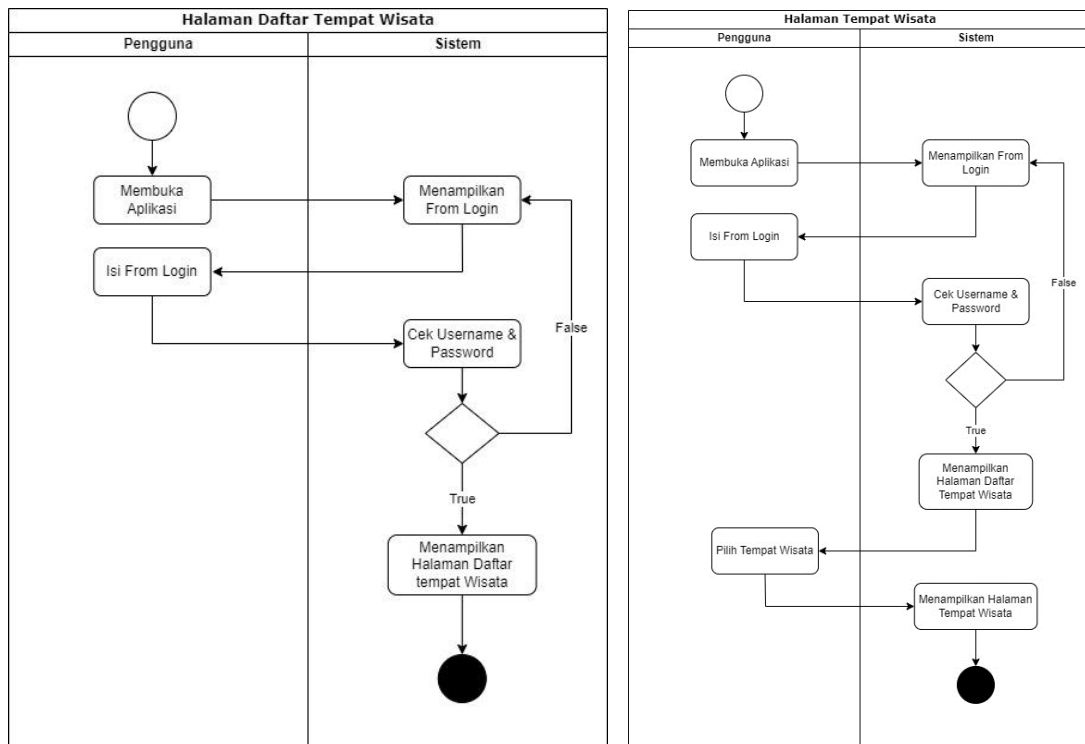 Halaman Daftar Tempat Wisata
Pengguna
Sistem
Membuka
Aplikasi
Menampilkan
From Login
Isi From Login
Cek Username &
Password
False
True
Menampilkan
Halaman Daftar
tempat Wisata
Halaman Tempat Wisata
Pengguna
Sistem
Membuka Aplikasi
Menampilkan From
Login
Isi From Login
Cek Username &
Password
False
True
Menampilkan
Halaman Daftar
Tempat Wisata
Pilih Tempat Wisata
Menampilkan Halaman
Tempat Wisata